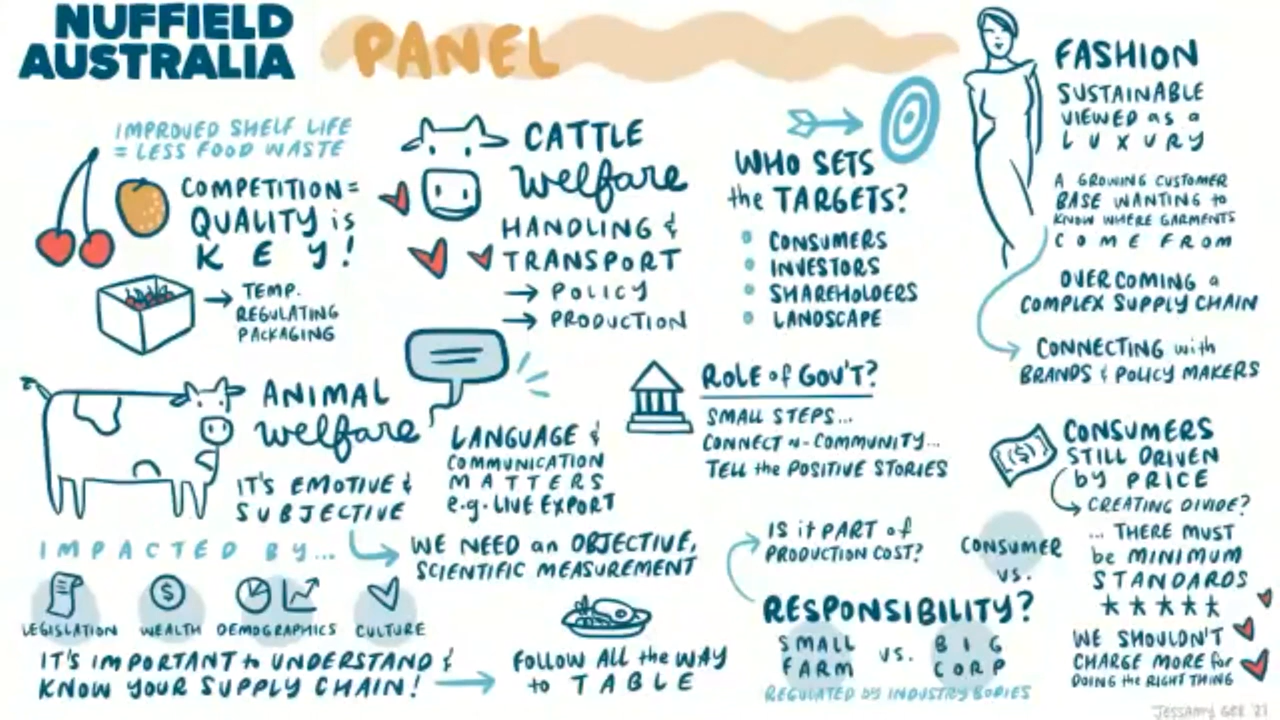 NUFFIELD
AUSTRALIA
PANEL
IMPROVED SHELF LIFE
= LESS FOOD WASTE
COMPETITION =
QUALITY is
KEY!
→ TEMP.
REGULATING
PACKAGING
CATTLE
welfare
HANDLING &
TRANSPORT
→ POLICY
→ PRODUCTION
WHO SETS
the TARGETS?
• CONSUMERS
• INVESTORS
• SHAREHOLDERS
• LANDSCAPE
FASHION
SUSTAINABLE
VIEWED as a
LUXURY
A GROWING CUSTOMER
BASE WANTING to
KNOW WHERE GARMENTS
COME FROM
OVERCOMING a
COMPLEX SUPPLY CHAIN
CONNECTING with
BRANDS & POLICY MAKERS
ANIMAL
welfare
IT'S EMOTIVE &
SUBJECTIVE
LANGUAGE &
COMMUNICATION
MATTERS
e.g. LIVE EXPORT
WE NEED an OBJECTIVE,
SCIENTIFIC MEASUREMENT
IMPACTED BY...
LEGISLATION
WEALTH
DEMOGRAPHICS
CULTURE
IT'S IMPORTANT to UNDERSTAND &
KNOW YOUR SUPPLY CHAIN!
FOLLOW ALL the WAY
to TABLE
ROLE of GOV'T?
SMALL STEPS...
CONNECT w-COMMUNITY...
TELL the POSITIVE STORIES
IS it PART of
PRODUCTION COST?
RESPONSIBILITY?
SMALL
FARM
vs.
BIG
CORP
REGULATED by INDUSTRY BODIES
CONSUMER
vs.
($)
CONSUMERS
STILL DRIVEN
by PRICE
CREATING DIVIDE?
... THERE MUST
be MINIMUM
STANDARDS
WE SHOULDN'T
CHARGE MORE for
DOING the RIGHT THING
JESSAMY GEE